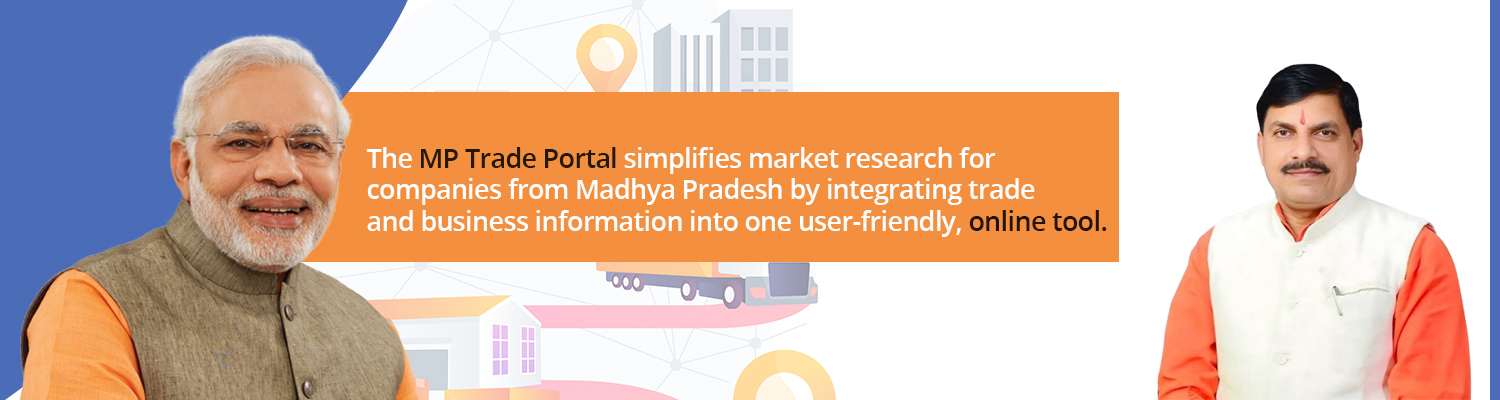 The MP Trade Portal simplifies market research for
companies from Madhya Pradesh by integrating trade
and business information into one user-friendly, online tool.